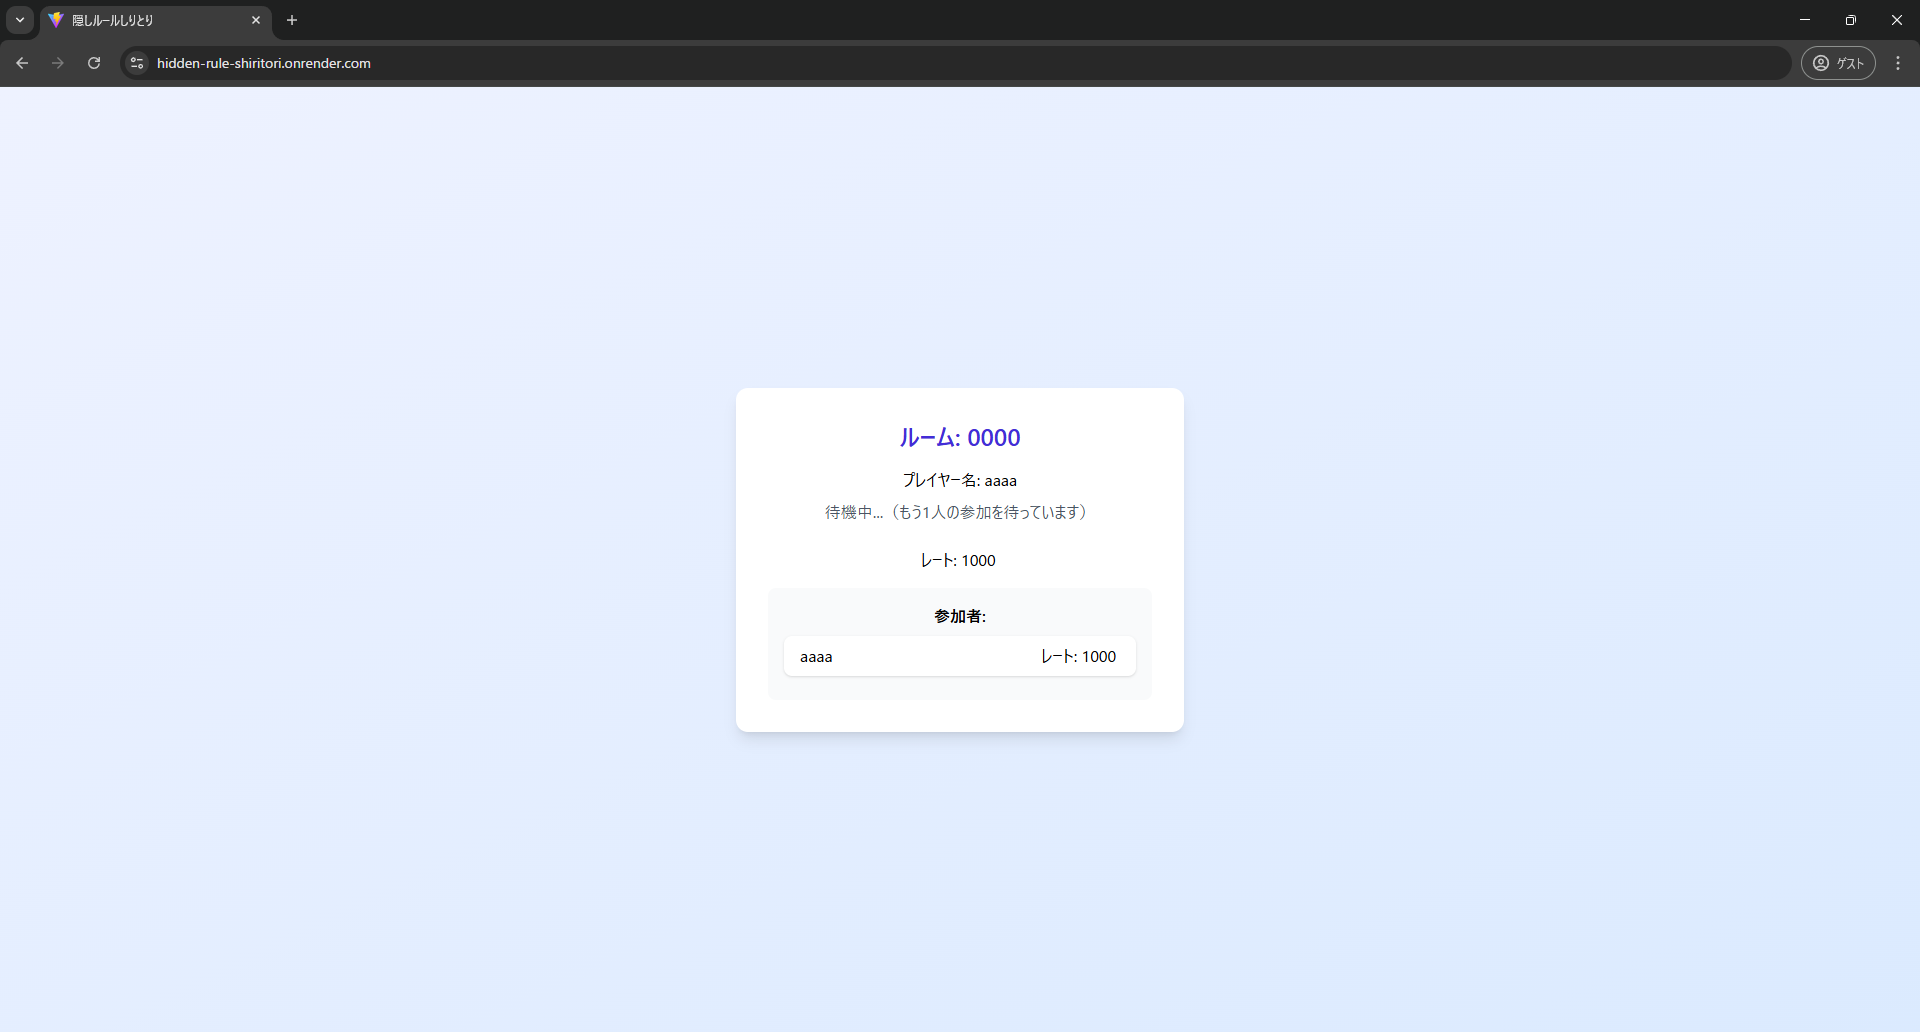 隠しルールしりとり
hidden-rule-shiritori.onrender.com
ゲスト
ルーム: 0000
プレイヤー名: aaaa
待機中...（もう1人の参加を待っています）
レート: 1000
参加者:
aaaa レート: 1000